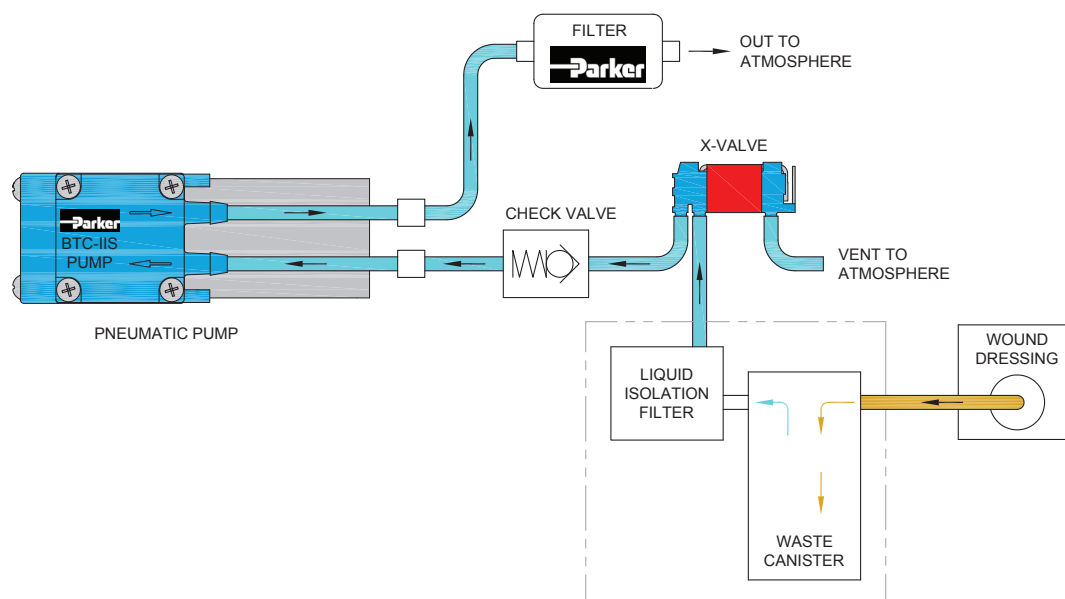 FILTER
Parker
OUT TO
ATMOSPHERE
X-VALVE
CHECK VALVE
Parker
BTC-IIS
PUMP
VENT TO
ATMOSPHERE
PNEUMATIC PUMP
LIQUID
ISOLATION
FILTER
WOUND
DRESSING
WASTE
CANISTER